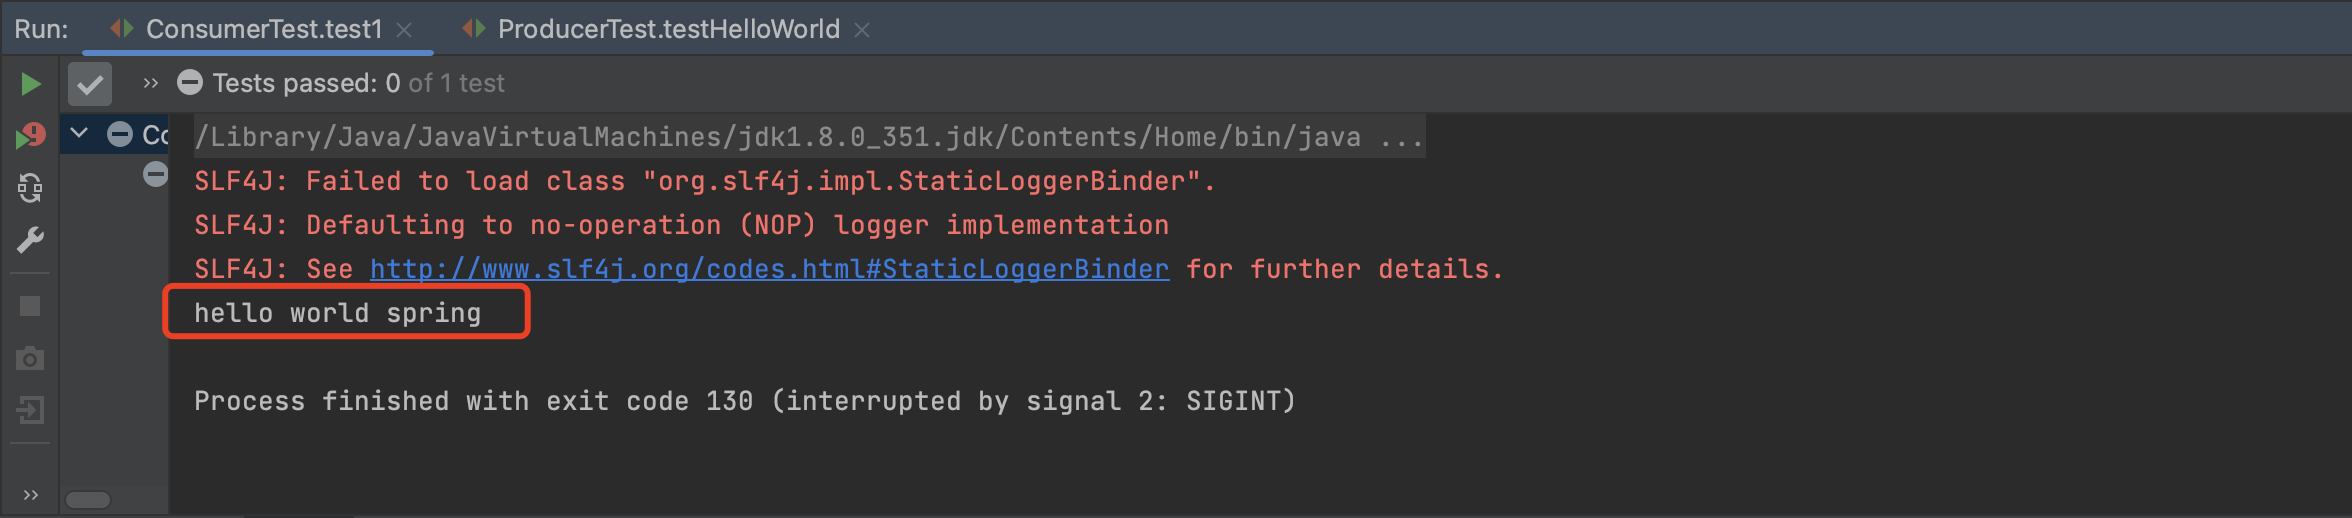 Run: ConsumerTest.test1 ProducerTest.testHelloWorld
Tests passed: 0 of 1 test
Co
/Library/Java/JavaVirtualMachines/jdk1.8.0_351.jdk/Contents/Home/bin/java ...
SLF4J: Failed to load class "org.slf4j.impl.StaticLoggerBinder".
SLF4J: Defaulting to no-operation (NOP) logger implementation
SLF4J: See http://www.slf4j.org/codes.html#StaticLoggerBinder for further details.
hello world spring
Process finished with exit code 130 (interrupted by signal 2: SIGINT)